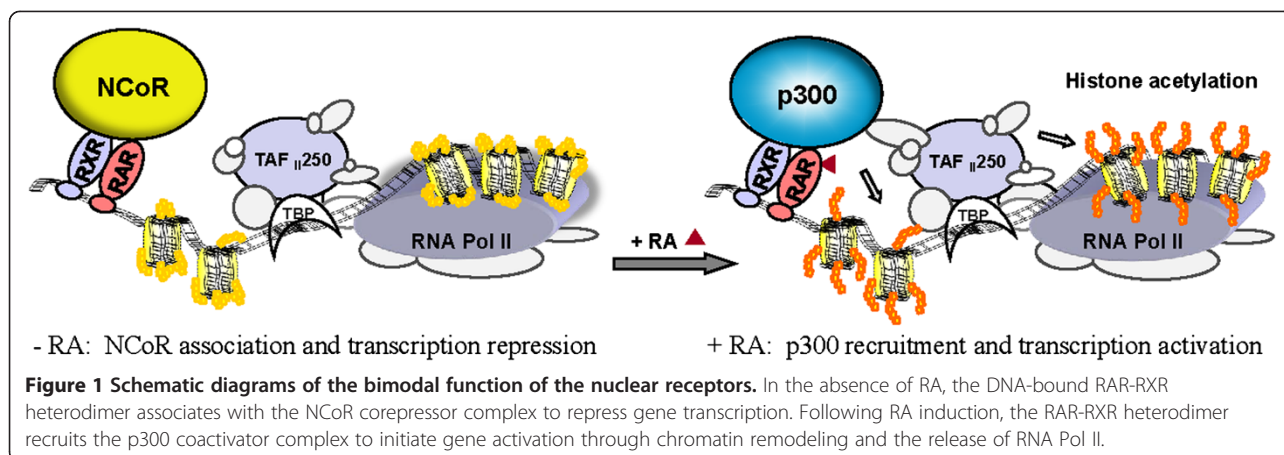 NCoR
RXR
RAR
TAF II250
TBP
RNA Pol II
+ RA
p300
Histone acetylation
RXR
RAR
TAF II250
TBP
RNA Pol II
- RA: NCoR association and transcription repression
+ RA: p300 recruitment and transcription activation
Figure 1 Schematic diagrams of the bimodal function of the nuclear receptors. In the absence of RA, the DNA-bound RAR-RXR
heterodimer associates with the NCoR corepressor complex to repress gene transcription. Following RA induction, the RAR-RXR heterodimer
recruits the p300 coactivator complex to initiate gene activation through chromatin remodeling and the release of RNA Pol II.